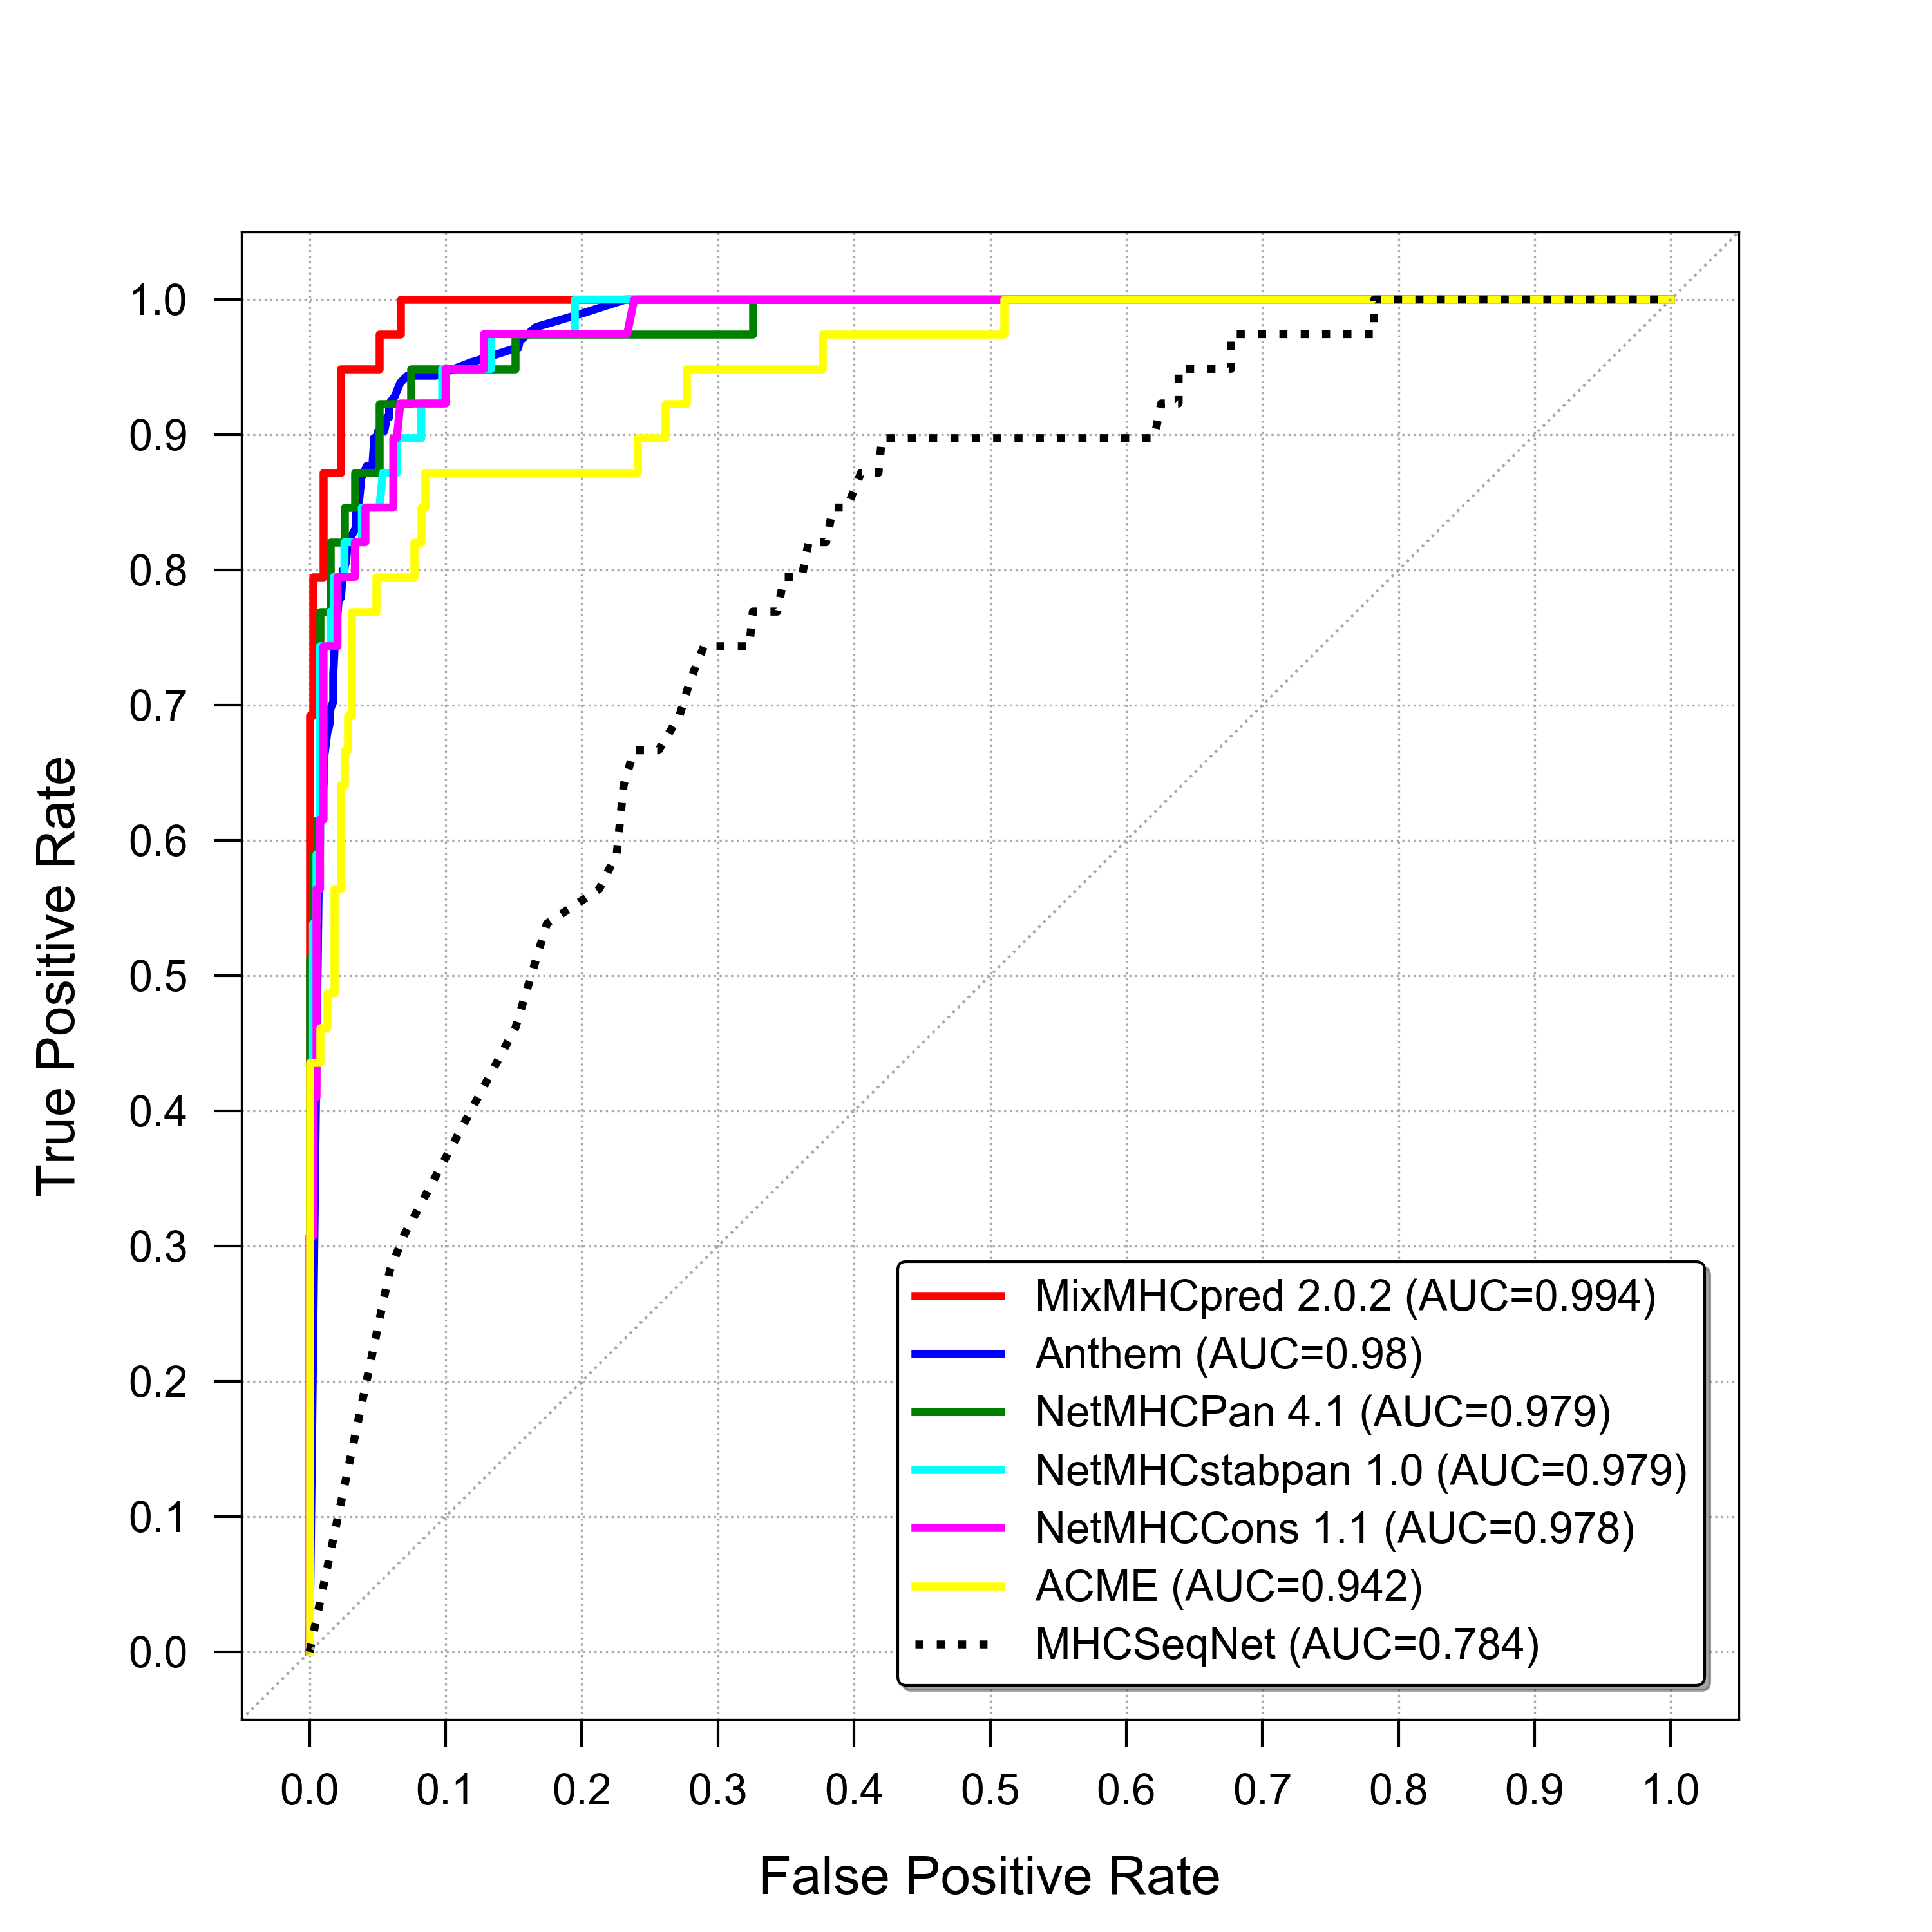 1.0
0.9
0.8
0.7
0.6
0.5
0.4
0.3
0.2
0.1
0.0
True Positive Rate
MixMHCpred 2.0.2 (AUC=0.994)
Anthem (AUC=0.98)
NetMHCPan 4.1 (AUC=0.979)
NetMHCstabpan 1.0 (AUC=0.979)
NetMHCCons 1.1 (AUC=0.978)
ACME (AUC=0.942)
MHCSeqNet (AUC=0.784)
0.0 0.1 0.2 0.3 0.4 0.5 0.6 0.7 0.8 0.9 1.0
False Positive Rate